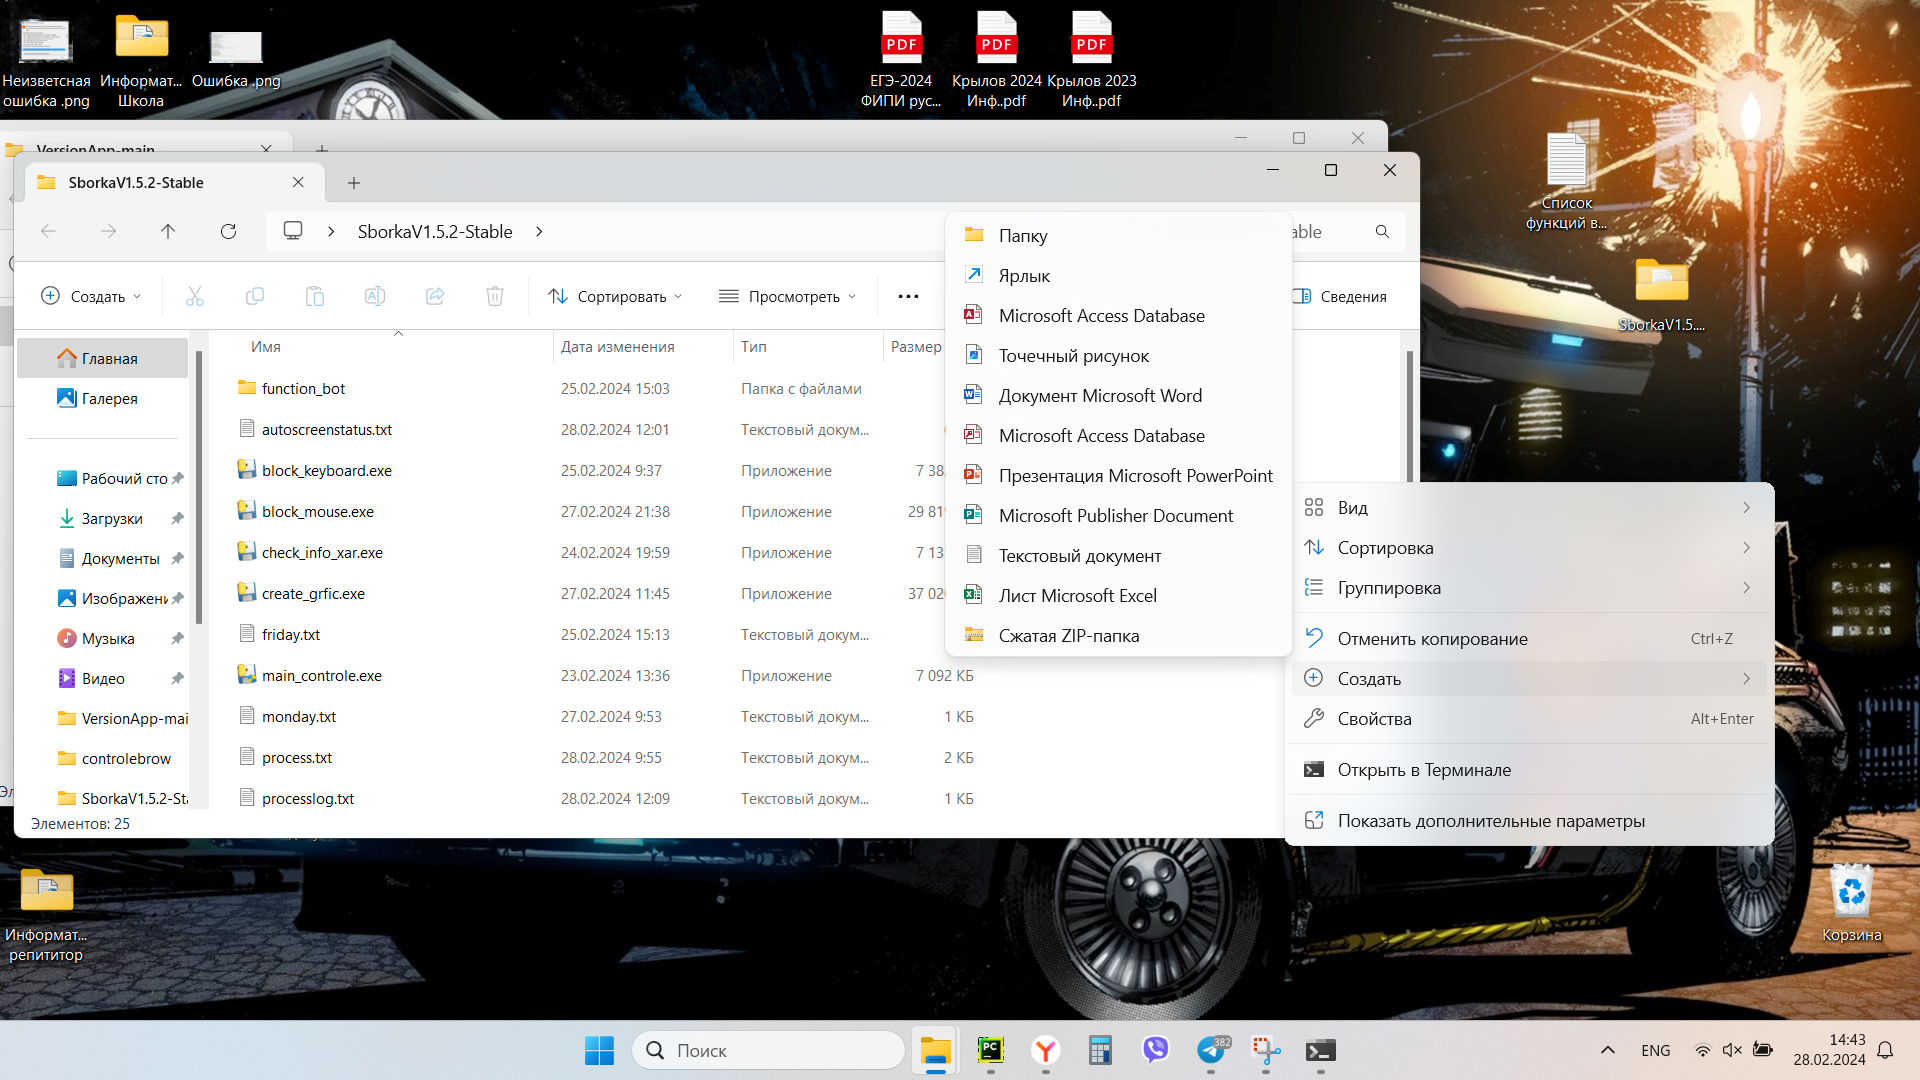 Неизветсная
ошибка .png
Информат...
Школа
Ошибка .png
ЕГЭ-2024
ФИПИ рус...
Крылов 2024
Инф..pdf
Крылов 2023
Инф..pdf
PDF
PDF
PDF
VersionApp-main
SborkaV1.5.2-Stable
SborkaV1.5.2-Stable
able
Создать
Сортировать
Просмотреть
Сведения
Имя
Дата изменения
Тип
Размер
Главная
Галерея
Рабочий сто
Загрузки
Документы
Изображени
Музыка
Видео
VersionApp-mai
controlebrow
SborkaV1.5.2-Sta
function_bot 25.02.2024 15:03 Папка с файлами
autoscreenstatus.txt 28.02.2024 12:01 Текстовый докум...
block_keyboard.exe 25.02.2024 9:37 Приложение 7 38
block_mouse.exe 27.02.2024 21:38 Приложение 29 81
check_info_xar.exe 24.02.2024 19:59 Приложение 7 13
create_grfic.exe 27.02.2024 11:45 Приложение 37 02
friday.txt 25.02.2024 15:13 Текстовый докум...
main_controle.exe 23.02.2024 13:36 Приложение 7 092 КБ
monday.txt 27.02.2024 9:53 Текстовый докум... 1 КБ
process.txt 28.02.2024 9:55 Текстовый докум... 2 КБ
processlog.txt 28.02.2024 12:09 Текстовый докум... 1 КБ
Элементов: 25
Папку
Ярлык
Microsoft Access Database
Точечный рисунок
Документ Microsoft Word
Microsoft Access Database
Презентация Microsoft PowerPoint
Microsoft Publisher Document
Текстовый документ
Лист Microsoft Excel
Сжатая ZIP-папка
Вид
Сортировка
Группировка
Отменить копирование Ctrl+Z
Создать
Свойства Alt+Enter
Открыть в Терминале
Показать дополнительные параметры
Список
функций в...
SborkaV1.5....
Информат...
репититор
Корзина
Поиск
PC
382
ENG
14:43
28.02.2024